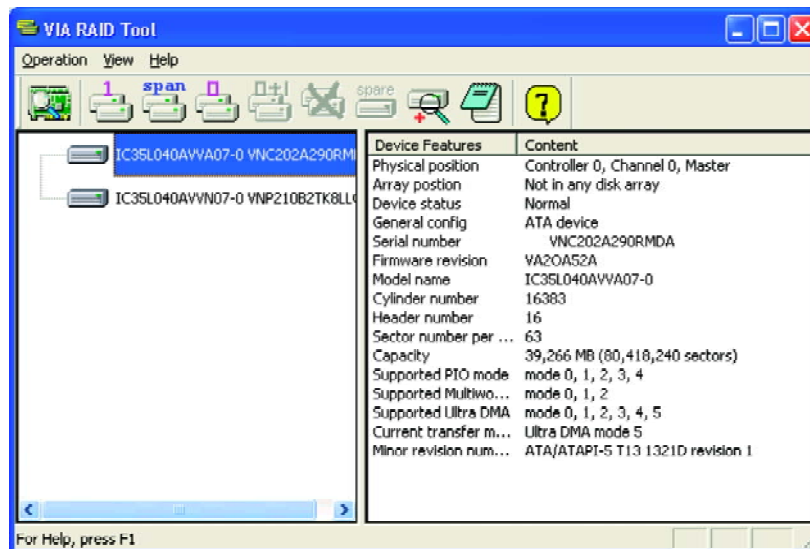 VIA RAID Tool
Operation View Help
1 span 0 0+1 spare ?
IC35L040AVVA07-0 VNC202A290RM
IC35L040AVVN07-0 VNP210B2TK8LL
Device Features Content
Physical position Controller 0, Channel 0, Master
Array postion Not in any disk array
Device status Normal
General config ATA device
Serial number VNC202A290RMDA
Firmware revision VA2OA52A
Model name IC35L040AVVA07-0
Cylinder number 16383
Header number 16
Sector number per ... 63
Capacity 39,266 MB (80,418,240 sectors)
Supported PIO mode mode 0, 1, 2, 3, 4
Supported Multiwo... mode 0, 1, 2
Supported Ultra DMA mode 0, 1, 2, 3, 4, 5
Current transfer m... Ultra DMA mode 5
Minor revision num... ATA/ATAPI-5 T13 1321D revision 1
For Help, press F1